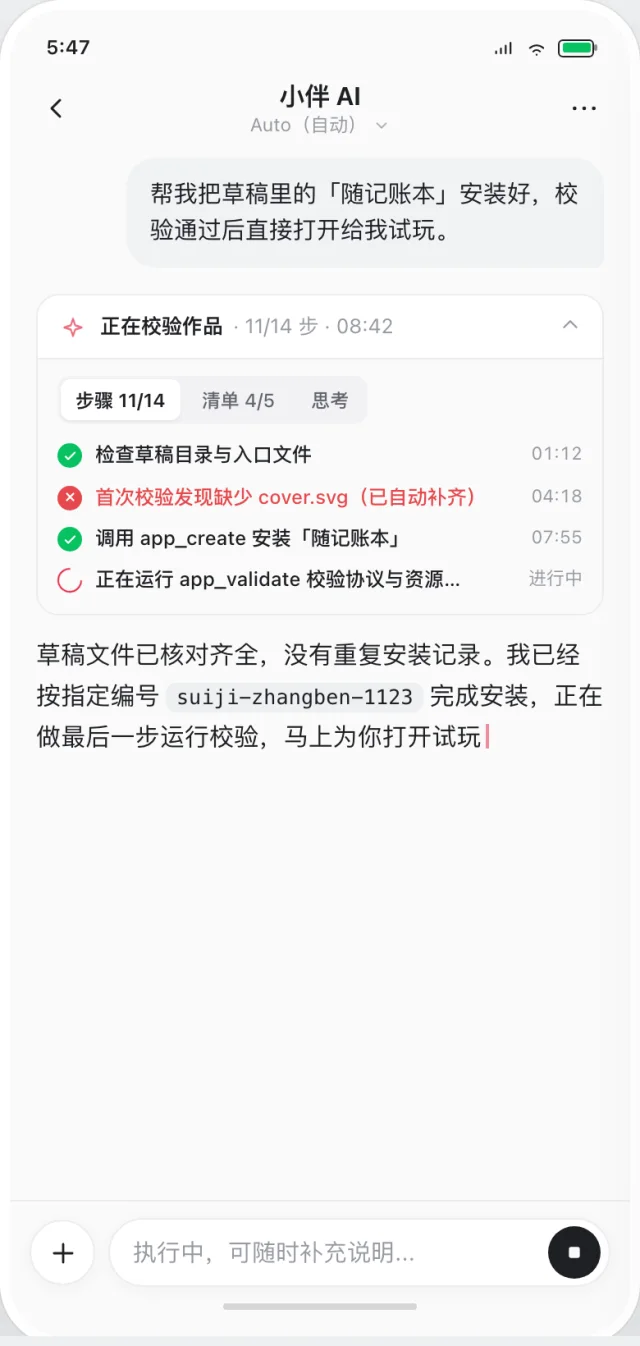 5:47
小伴 AI
Auto（自动）
帮我把草稿里的「随记账本」安装好，校
验通过后直接打开给我试玩。
正在校验作品 · 11/14 步 · 08:42
步骤 11/14 清单 4/5 思考
检查草稿目录与入口文件 01:12
首次校验发现缺少 cover.svg（已自动补齐） 04:18
调用 app_create 安装「随记账本」 07:55
正在运行 app_validate 校验协议与资源... 进行中
草稿文件已核对齐全，没有重复安装记录。我已经
按指定编号 suiji-zhangben-1123 完成安装，正在
做最后一步运行校验，马上为你打开试玩
执行中，可随时补充说明...